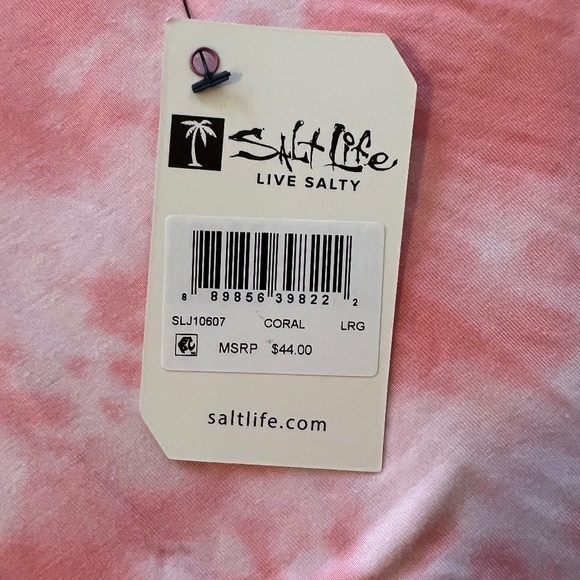 Salt Life
LIVE SALTY
8 89856 39822 2
SLJ10607 CORAL LRG
MSRP $44.00
saltlife.com